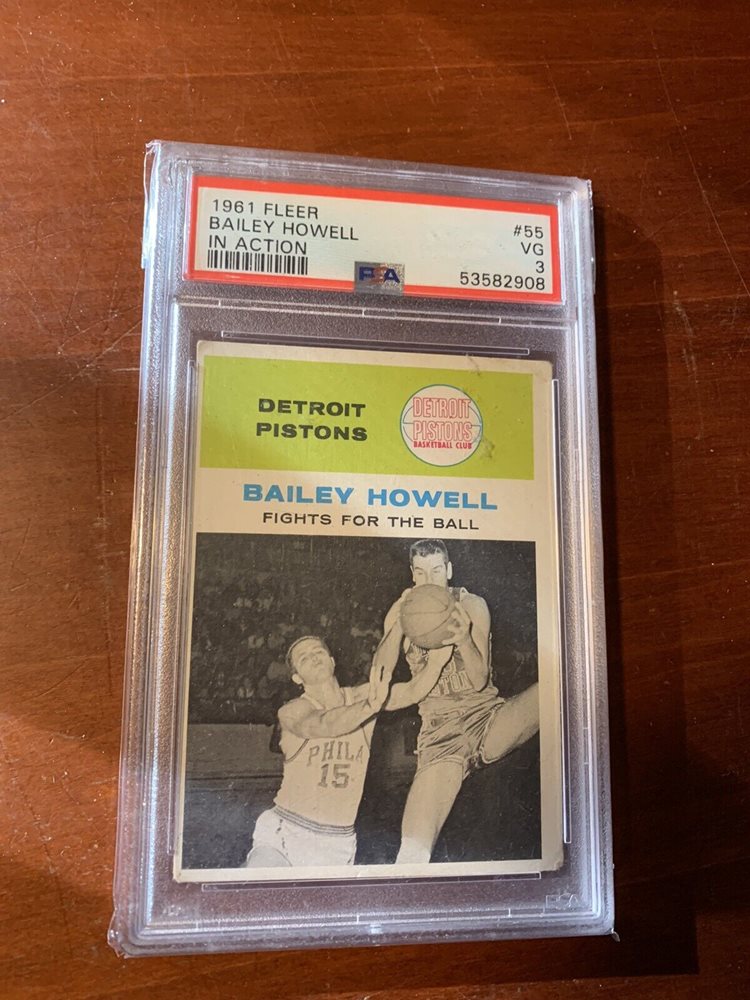 1961 FLEER
BAILEY HOWELL
IN ACTION
#55
VG
3
53582908
PSA
DETROIT
PISTONS
DETROIT
PISTONS
BASKETBALL CLUB
BAILEY HOWELL
FIGHTS FOR THE BALL
PHILA
15